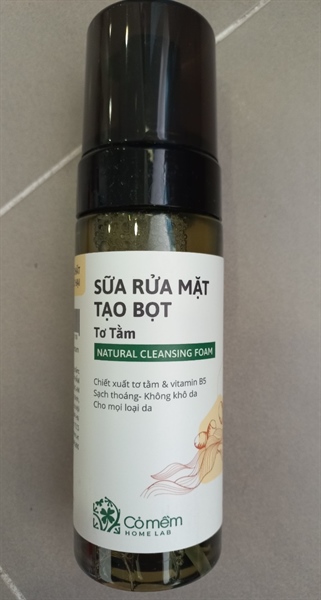 SỮA RỬA MẶT
TẠO BỌT
Tơ Tằm
NATURAL CLEANSING FOAM
Chiết xuất tơ tằm & vitamin B5
Sạch thoáng- Không khô da
Cho mọi loại da
Cỏ mềm
HOME LAB